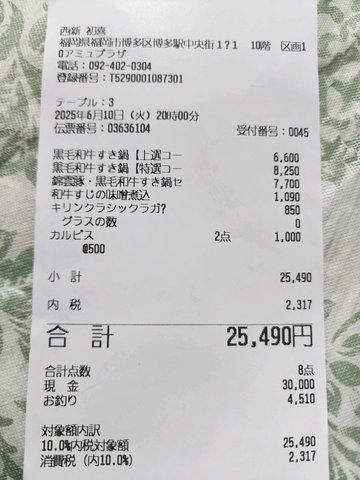 西新 初喜
福岡県福岡市博多区博多駅中央街1?1 10階 区画1
0アミュプラザ
電話：092-402-0304
登録番号：T5290001087301
テーブル：3
2025年6月10日（火）20時00分
伝票番号：03636104 受付番号：0045
黒毛和牛すき鍋【上選コー 6,600
黒毛和牛すき鍋【特選コー 8,250
錦雲豚・黒毛和牛すき鍋セ 7,700
和牛すじの味噌煮込 1,090
キリンクラシックラガ? 850
グラスの数 0
カルピス 2点 1,000
@500
小 計 25,490
内 税 2,317
合 計 25,490円
合計点数 8点
現 金 30,000
お釣り 4,510
対象額内訳
10.0%内税対象額 25,490
消費税（内10.0%） 2,317